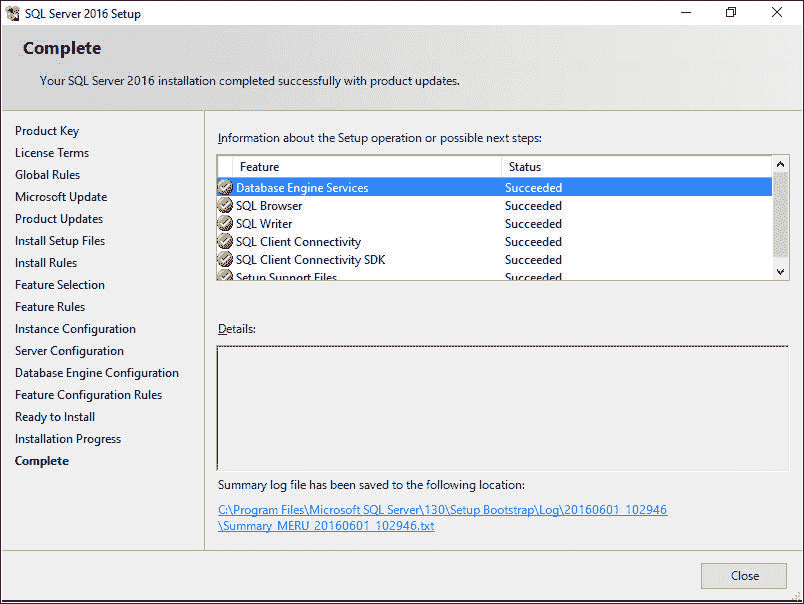 SQL Server 2016 Setup
Complete
Your SQL Server 2016 installation completed successfully with product updates.
Product Key
License Terms
Global Rules
Microsoft Update
Product Updates
Install Setup Files
Install Rules
Feature Selection
Feature Rules
Instance Configuration
Server Configuration
Database Engine Configuration
Feature Configuration Rules
Ready to Install
Installation Progress
Complete
Information about the Setup operation or possible next steps:
Feature Status
Database Engine Services Succeeded
SQL Browser Succeeded
SQL Writer Succeeded
SQL Client Connectivity Succeeded
SQL Client Connectivity SDK Succeeded
Setup Support Files Succeeded
Details:
Summary log file has been saved to the following location:
C:\Program Files\Microsoft SQL Server\130\Setup Bootstrap\Log\20160601_102946
\Summary_MERU_20160601_102946.txt
Close